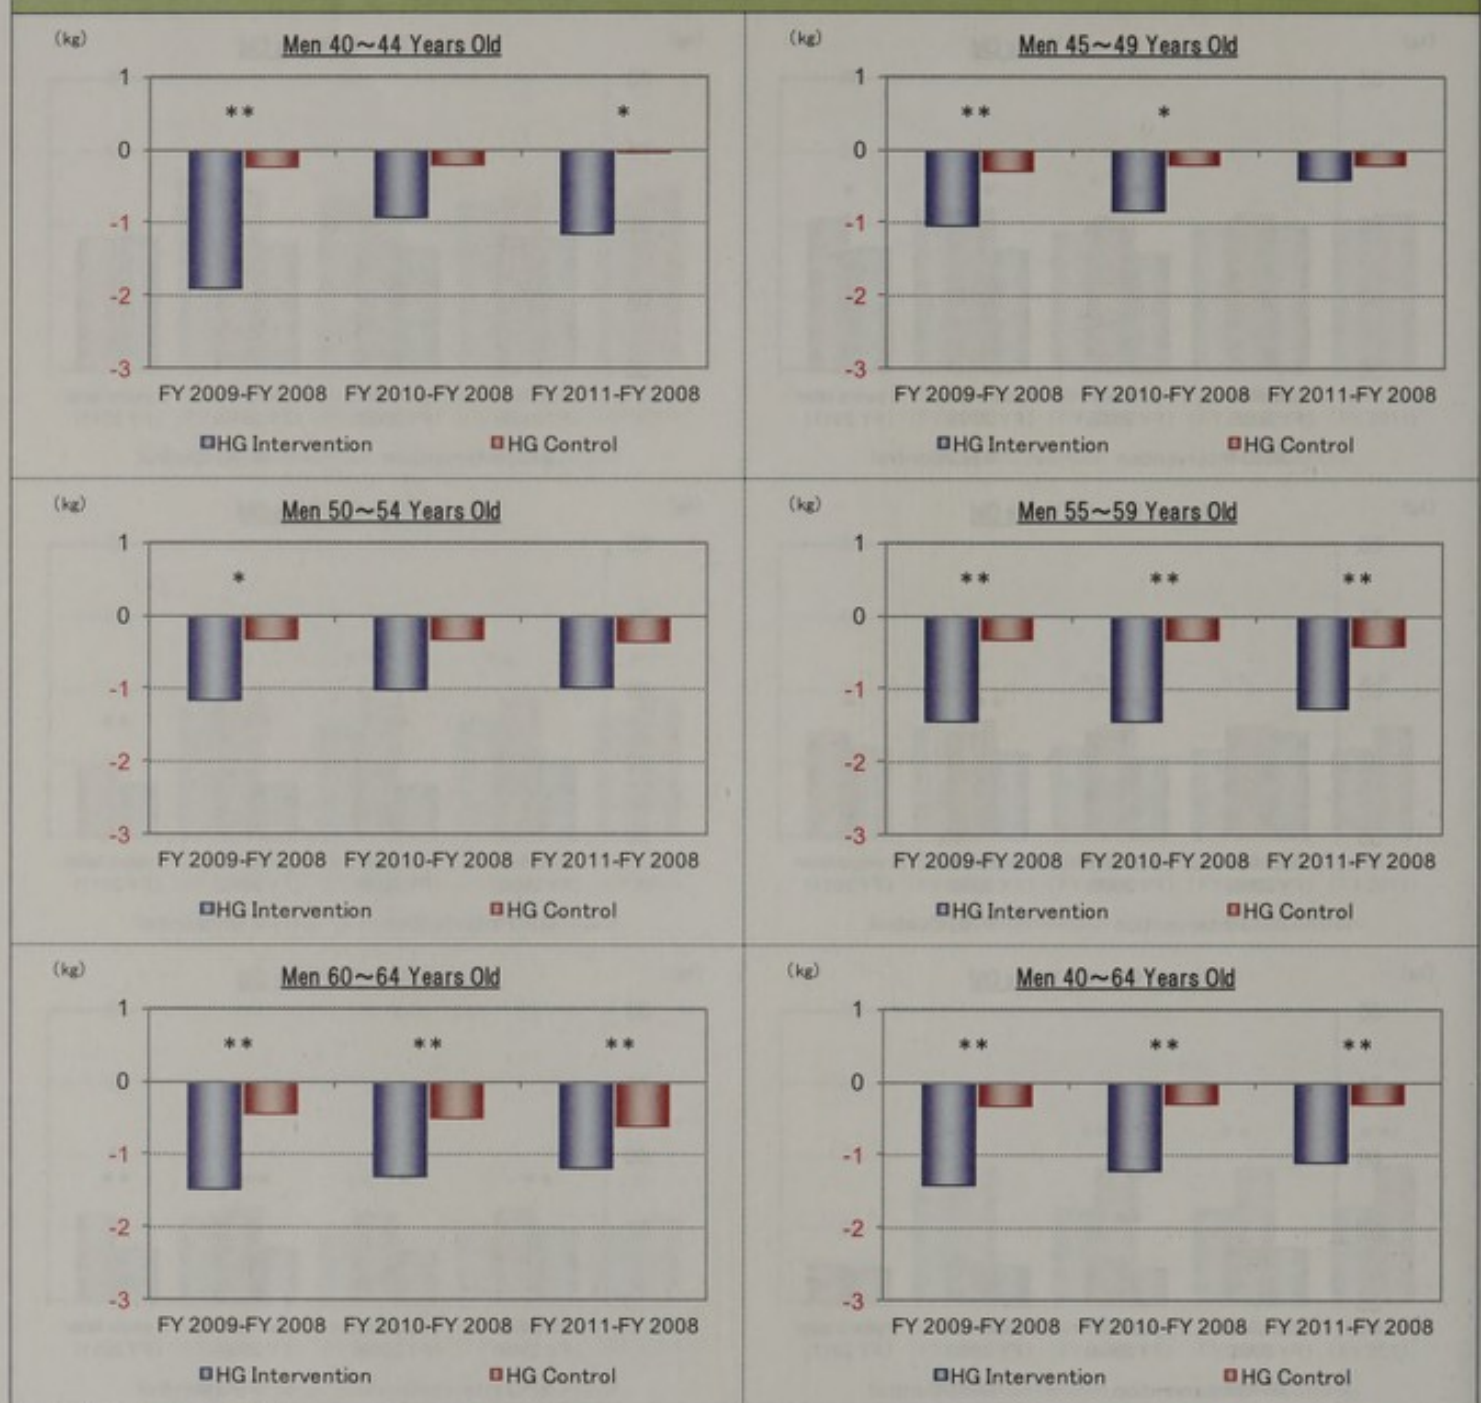 (kg)
Men 40～44 Years Old
1
** *
0
-1
-2
-3
FY 2009-FY 2008 FY 2010-FY 2008 FY 2011-FY 2008
HG Intervention HG Control
(kg)
Men 45～49 Years Old
1
** *
0
-1
-2
-3
FY 2009-FY 2008 FY 2010-FY 2008 FY 2011-FY 2008
HG Intervention HG Control
(kg)
Men 50～54 Years Old
1
*
0
-1
-2
-3
FY 2009-FY 2008 FY 2010-FY 2008 FY 2011-FY 2008
HG Intervention HG Control
(kg)
Men 55～59 Years Old
1
** ** **
0
-1
-2
-3
FY 2009-FY 2008 FY 2010-FY 2008 FY 2011-FY 2008
HG Intervention HG Control
(kg)
Men 60～64 Years Old
1
** ** **
0
-1
-2
-3
FY 2009-FY 2008 FY 2010-FY 2008 FY 2011-FY 2008
HG Intervention HG Control
(kg)
Men 40～64 Years Old
1
** ** **
0
-1
-2
-3
FY 2009-FY 2008 FY 2010-FY 2008 FY 2011-FY 2008
HG Intervention HG Control